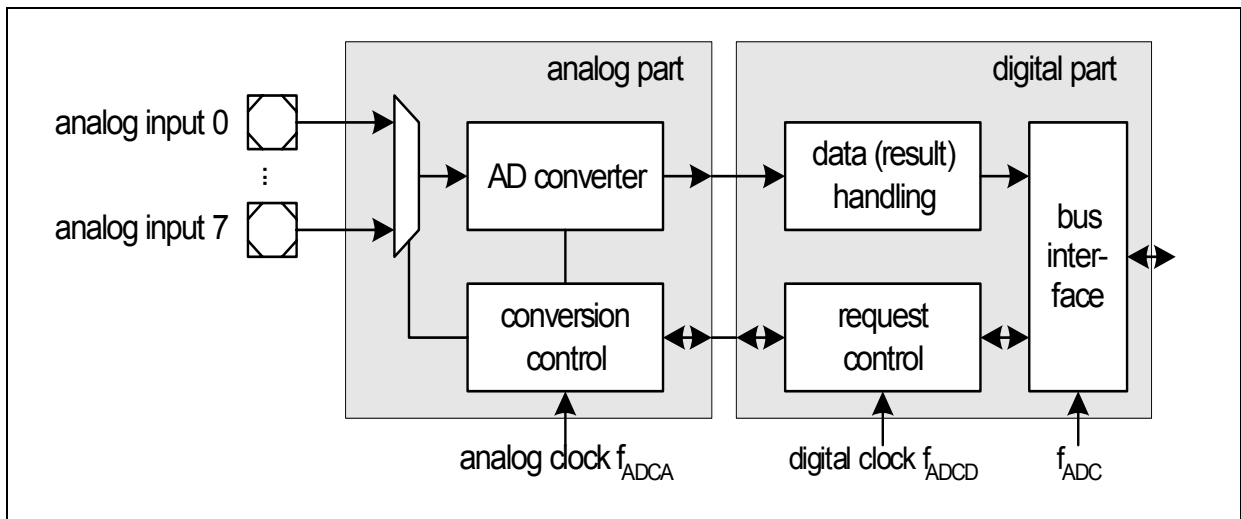 analog part
digital part
analog input 0
...
analog input 7
AD converter
data (result)
handling
bus
inter-
face
conversion
control
request
control
analog clock fADCA
digital clock fADCD
fADC